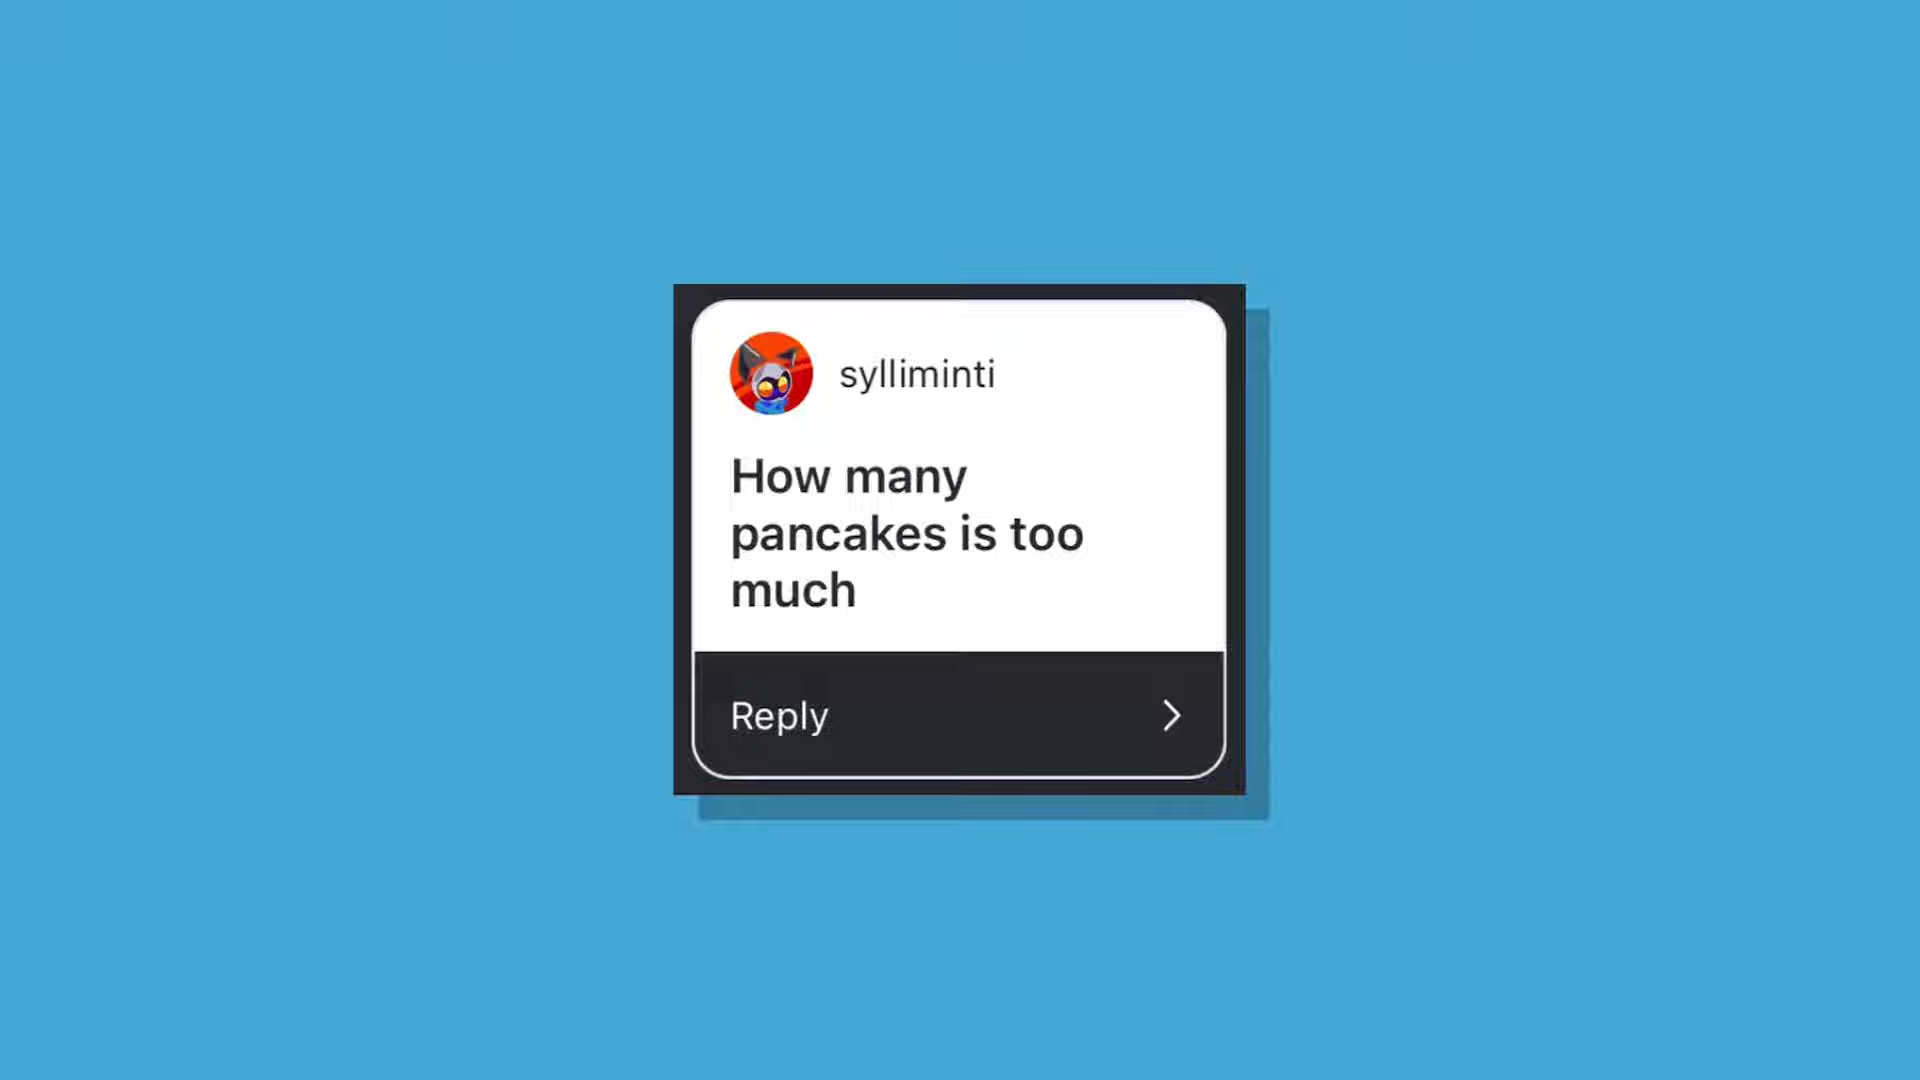 sylliminti
How many
pancakes is too
much
Reply